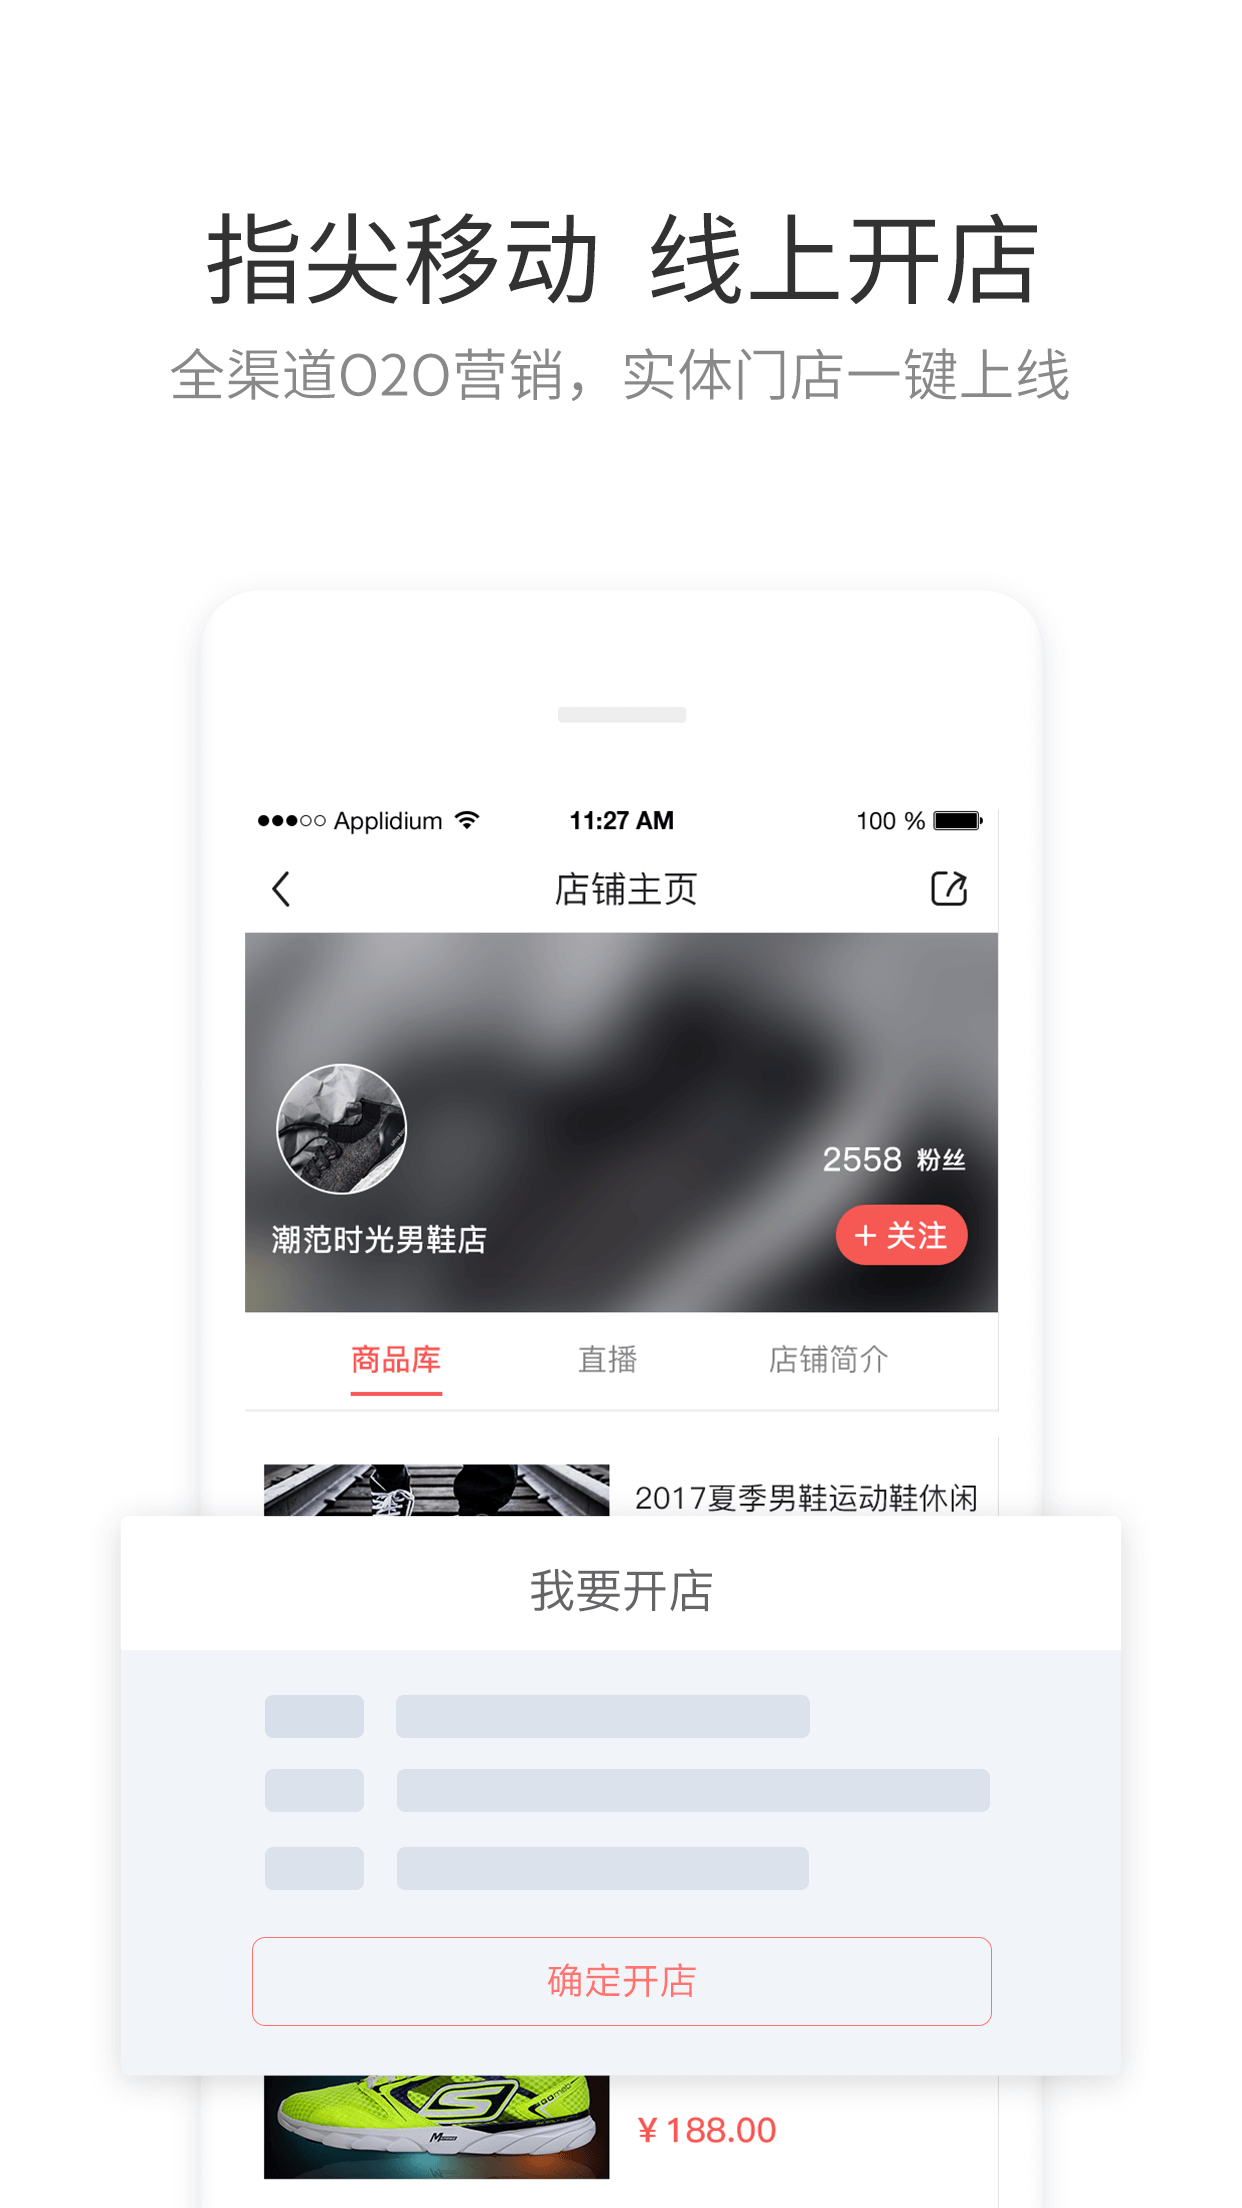 指尖移动 线上开店
全渠道O2O营销，实体门店一键上线
Applidium 11:27 AM 100 %
店铺主页
2558 粉丝
潮范时光男鞋店
+ 关注
商品库 直播 店铺简介
2017夏季男鞋运动鞋休闲
我要开店
确定开店
¥ 188.00